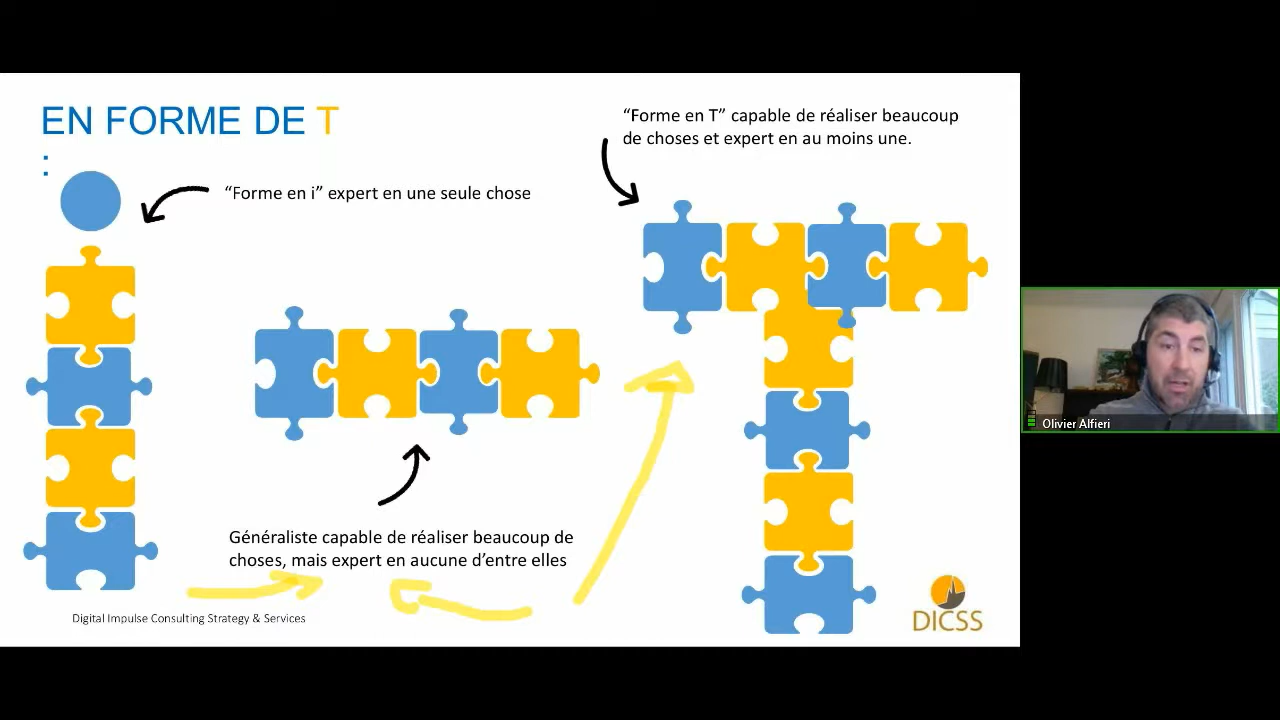 EN FORME DE T
:
“Forme en i” expert en une seule chose
“Forme en T” capable de réaliser beaucoup
de choses et expert en au moins une.
Généraliste capable de réaliser beaucoup de
choses, mais expert en aucune d’entre elles
Digital Impulse Consulting Strategy & Services
DICSS
Olivier Alfieri